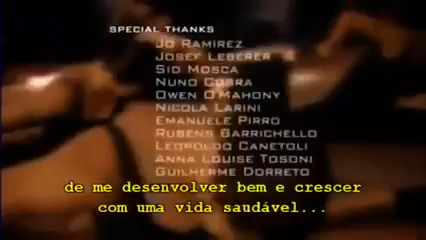 SPECIAL THANKS
JO RAMIREZ
JOSEF LEBERER
SID MOSCA
NUNO COBRA
OWEN O'MAHONY
NICOLA LARINI
EMANUELE PIRRO
RUBENS BARRICHELLO
LEOPOLDO CANETOLI
ANNA LOUISE TOSONI
GUILHERME DORRETO
de me desenvolver bem e crescer
com uma vida saudável...